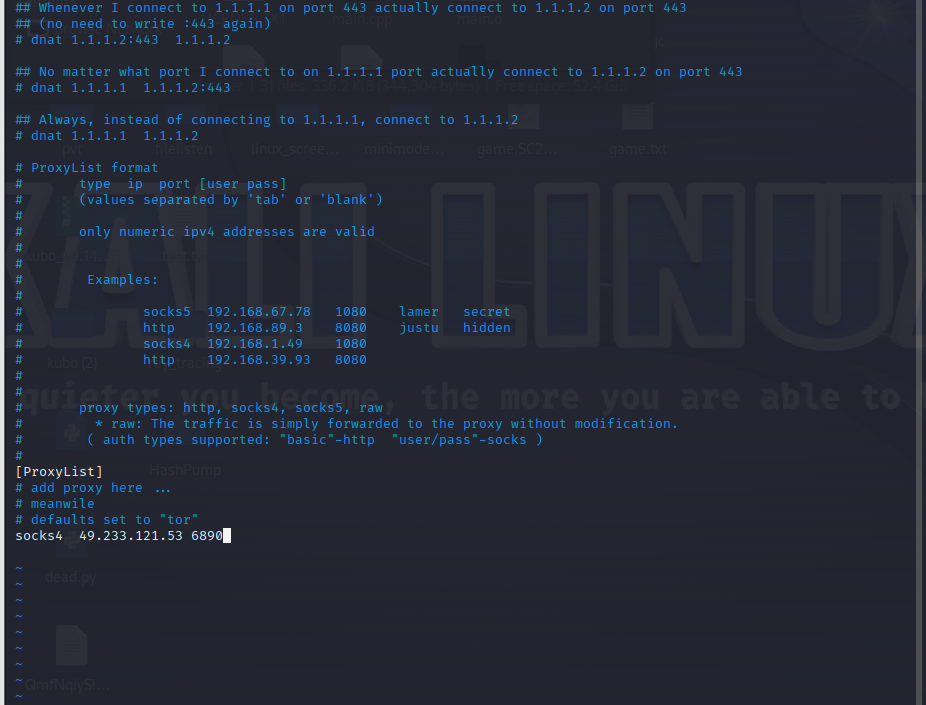 ## Whenever I connect to 1.1.1.1 on port 443 actually connect to 1.1.1.2 on port 443
## (no need to write :443 again)
# dnat 1.1.1.2:443  1.1.1.2
## No matter what port I connect to on 1.1.1.1 port actually connect to 1.1.1.2 on port 443
# dnat 1.1.1.1  1.1.1.2:443
## Always, instead of connecting to 1.1.1.1, connect to 1.1.1.2
# dnat 1.1.1.1  1.1.1.2
# ProxyList format
#       type  ip  port [user pass]
#       (values separated by 'tab' or 'blank')
#
#       only numeric ipv4 addresses are valid
#
#
#        Examples:
#
#               socks5  192.168.67.78   1080    lamer   secret
#               http    192.168.89.3    8080    justu   hidden
#               socks4  192.168.1.49    1080
#               http    192.168.39.93   8080
#
#
#       proxy types: http, socks4, socks5, raw
#         * raw: The traffic is simply forwarded to the proxy without modification.
#        ( auth types supported: "basic"-http  "user/pass"-socks )
#
[ProxyList]
# add proxy here ...
# meanwile
# defaults set to "tor"
socks4  49.233.121.53 6890
~
~
~
~
~
~
~
~
~
main.cpp
main.o
pvt
filelisten
linux_scree...
minimode...
game.SC2...
game.txt
KALI LINUX
kubo (2)
quieter you become, the more you are able to
HashPump
dead.py